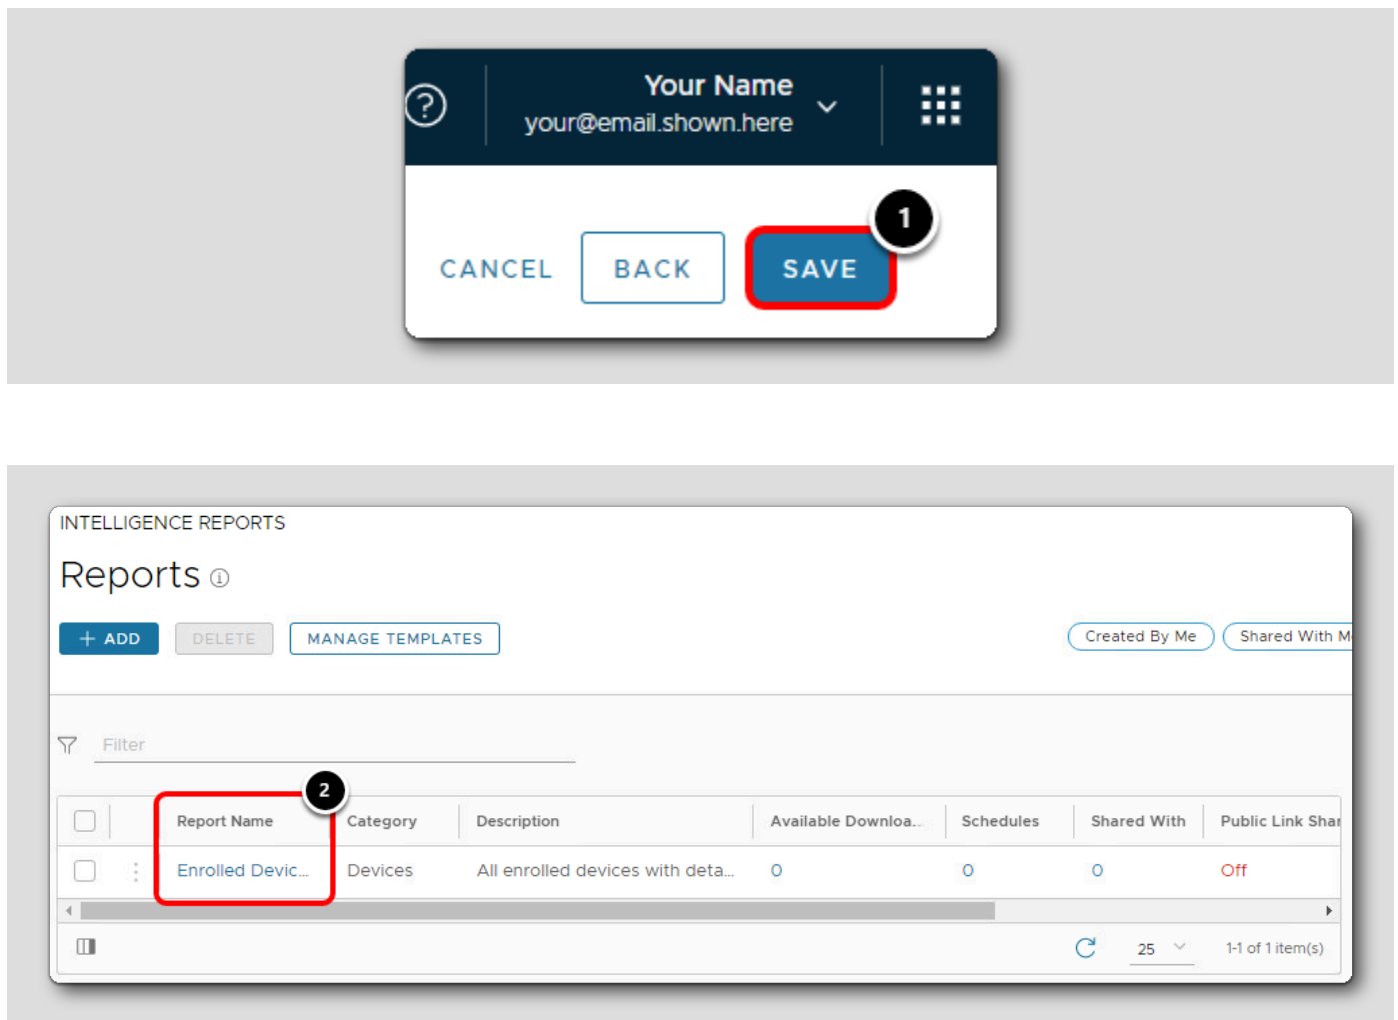 Your Name
your@email.shown.here
1
CANCEL BACK SAVE
INTELLIGENCE REPORTS
Reports
+ ADD DELETE MANAGE TEMPLATES Created By Me Shared With M
Filter
2
Report Name Category Description Available Downloa... Schedules Shared With Public Link Shar
Enrolled Devic... Devices All enrolled devices with deta... 0 0 0 Off
25 1-1 of 1 item(s)